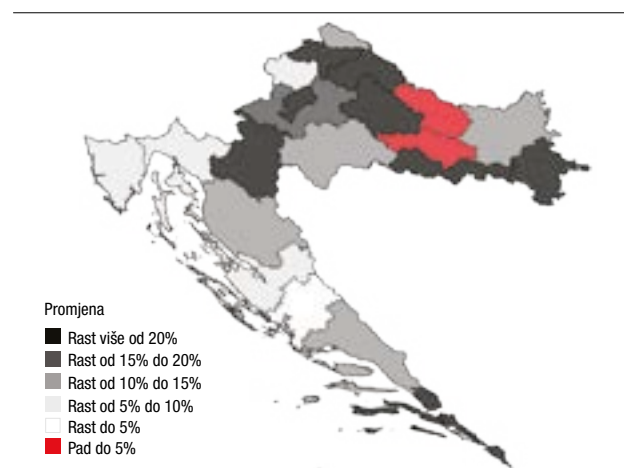 Promjena
Rast više od 20%
Rast od 15% do 20%
Rast od 10% do 15%
Rast od 5% do 10%
Rast do 5%
Pad do 5%